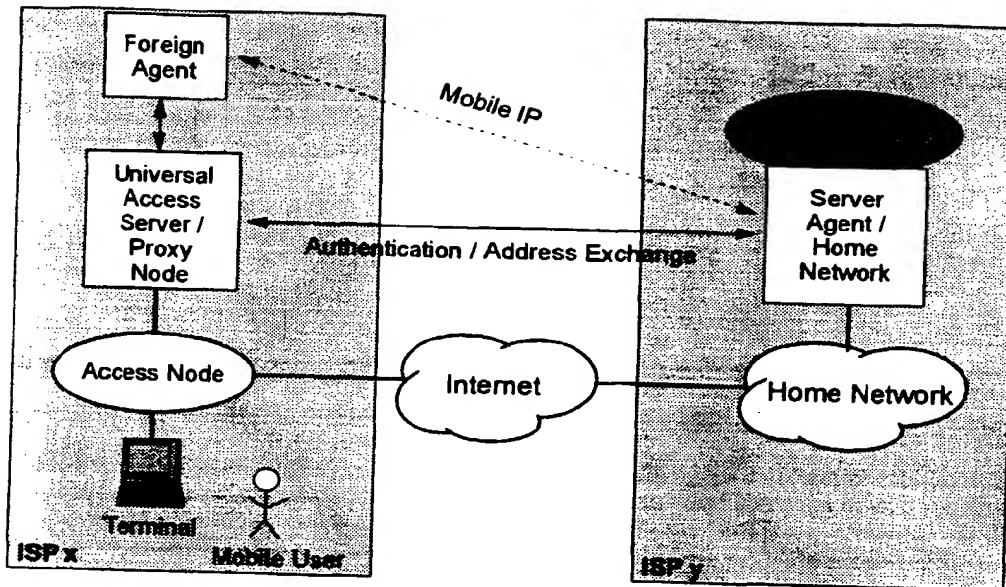 Foreign
Agent
Mobile IP
Universal
Access
Server /
Proxy
Node
Server
Agent /
Home
Network
Authentication / Address Exchange
Access Node
Internet
Home Network
Terminal
Mobile User
ISP x
ISP y